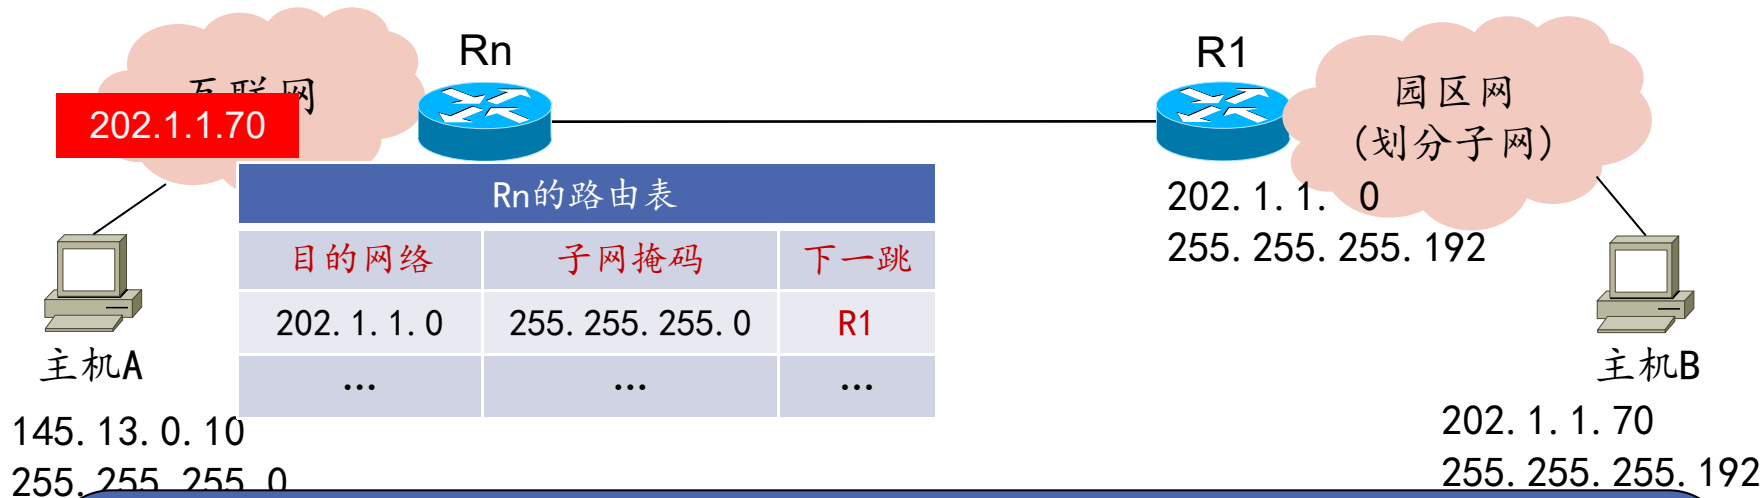 Rn
R1
互联网
202.1.1.70
园区网
(划分子网)
Rn的路由表
目的网络 子网掩码 下一跳
202.1.1.0 255.255.255.0 R1
… … …
202.1.1. 0
255.255.255.192
主机A
145.13.0.10
255.255.255.0
主机B
202.1.1.70
255.255.255.192